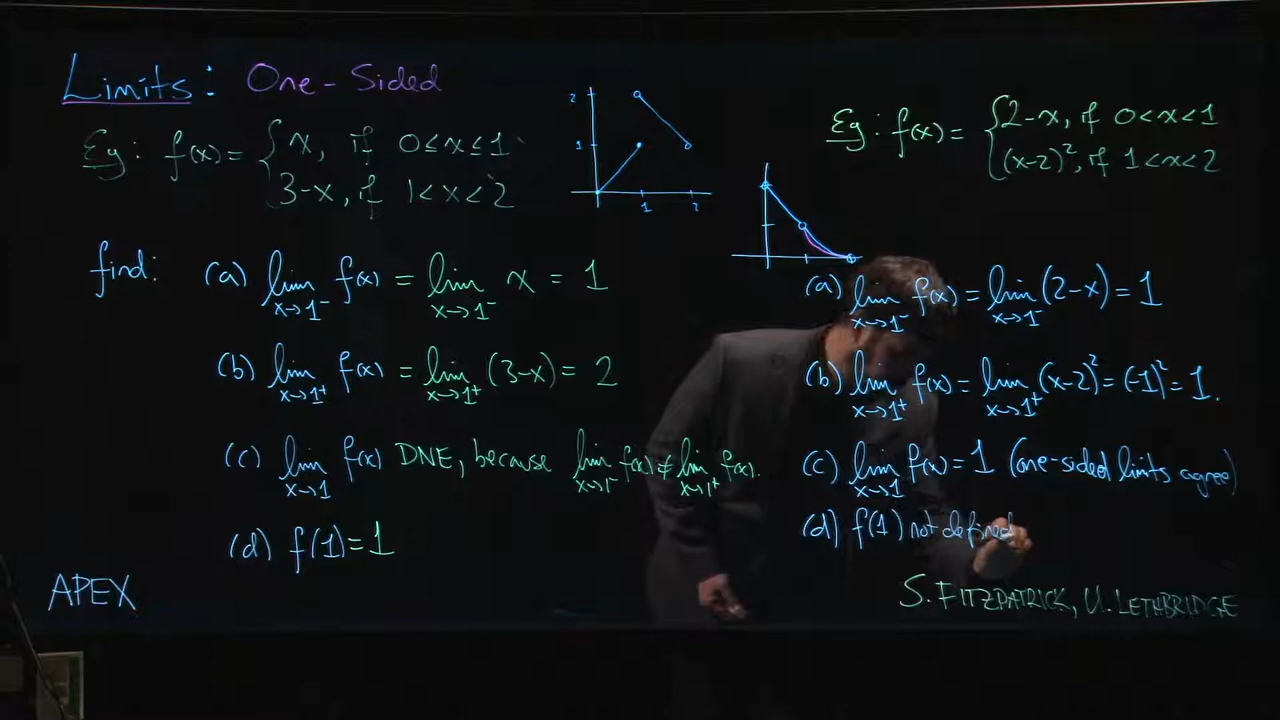 Limits: One-Sided
Eg: f(x) = { x, if 0≤x≤1
3-x, if 1<x<2
2
1
1
2
Eg: f(x) = { 2-x, if 0<x<1
(x-2)², if 1<x<2
find: (a) lim x→1⁻ f(x) = lim x→1⁻ x = 1
(b) lim x→1⁺ f(x) = lim x→1⁺ (3-x) = 2
(c) lim x→1 f(x) DNE, because lim x→1⁻ f(x) ≠ lim x→1⁺ f(x).
(d) f(1) = 1
(a) lim x→1⁻ f(x) = lim x→1⁻ (2-x) = 1
(b) lim x→1⁺ f(x) = lim x→1⁺ (x-2)² = (-1)² = 1.
(c) lim x→1 f(x) = 1 (one-sided limits agree)
(d) f(1) not defined
APEX
S. FITZPATRICK, U. LETHBRIDGE